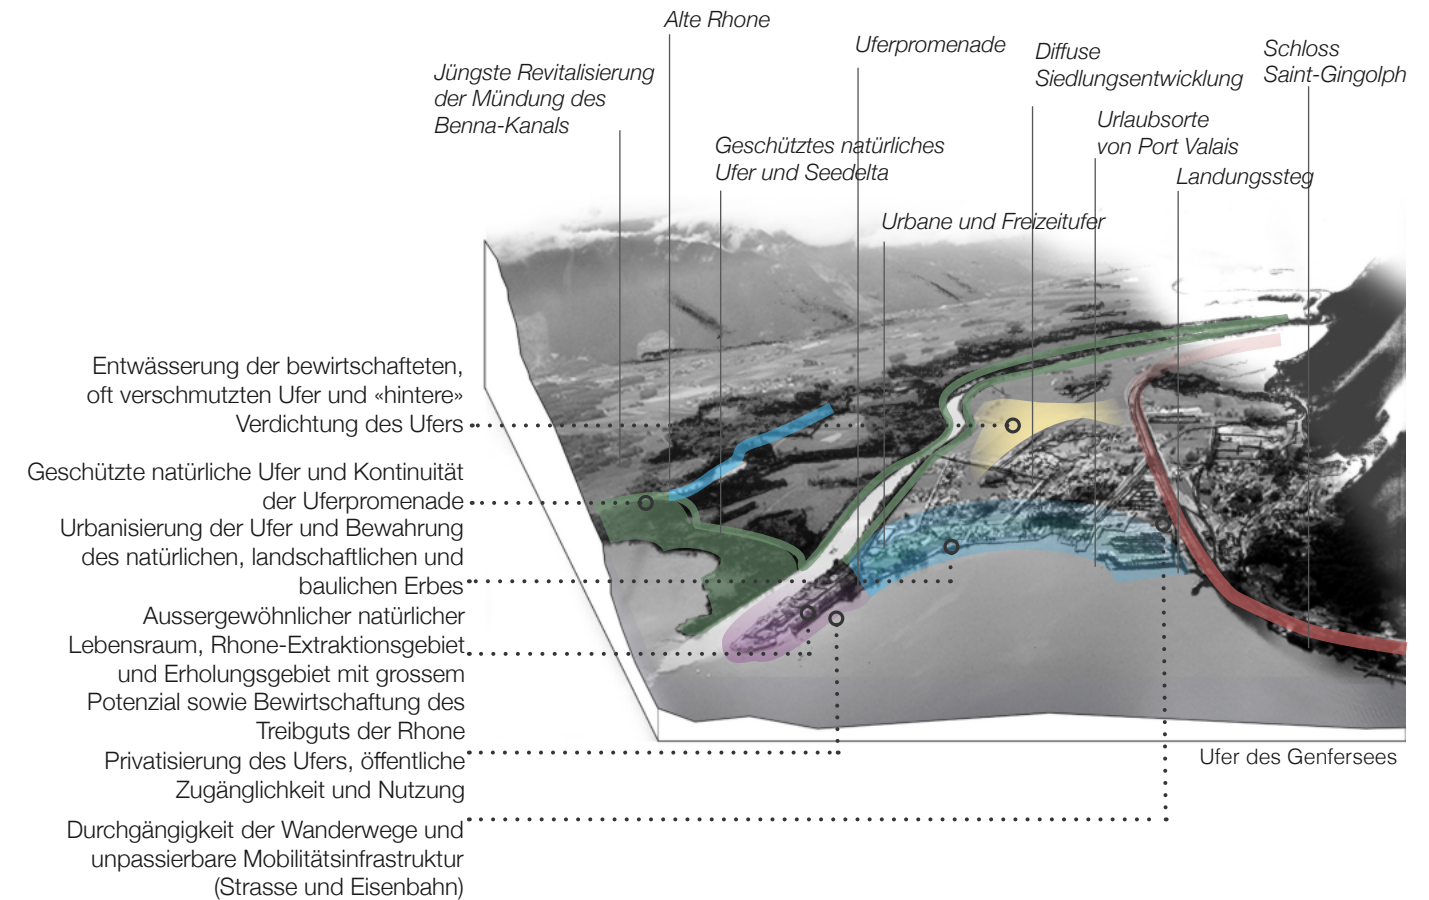 Alte Rhone
Uferpromenade
Diffuse
Siedlungsentwicklung
Schloss
Saint-Gingolph
Jüngste Revitalisierung
der Mündung des
Benna-Kanals
Urlaubsorte
von Port Valais
Geschütztes natürliches
Ufer und Seedelta
Landungssteg
Urbane und Freizeitufer
Entwässerung der bewirtschafteten,
oft verschmutzten Ufer und «hintere»
Verdichtung des Ufers
Geschützte natürliche Ufer und Kontinuität
der Uferpromenade
Urbanisierung der Ufer und Bewahrung
des natürlichen, landschaftlichen und
baulichen Erbes
Aussergewöhnlicher natürlicher
Lebensraum, Rhone-Extraktionsgebiet
und Erholungsgebiet mit grossem
Potenzial sowie Bewirtschaftung des
Treibguts der Rhone
Privatisierung des Ufers, öffentliche
Zugänglichkeit und Nutzung
Durchgängigkeit der Wanderwege und
unpassierbare Mobilitätsinfrastruktur
(Strasse und Eisenbahn)
Ufer des Genfersees